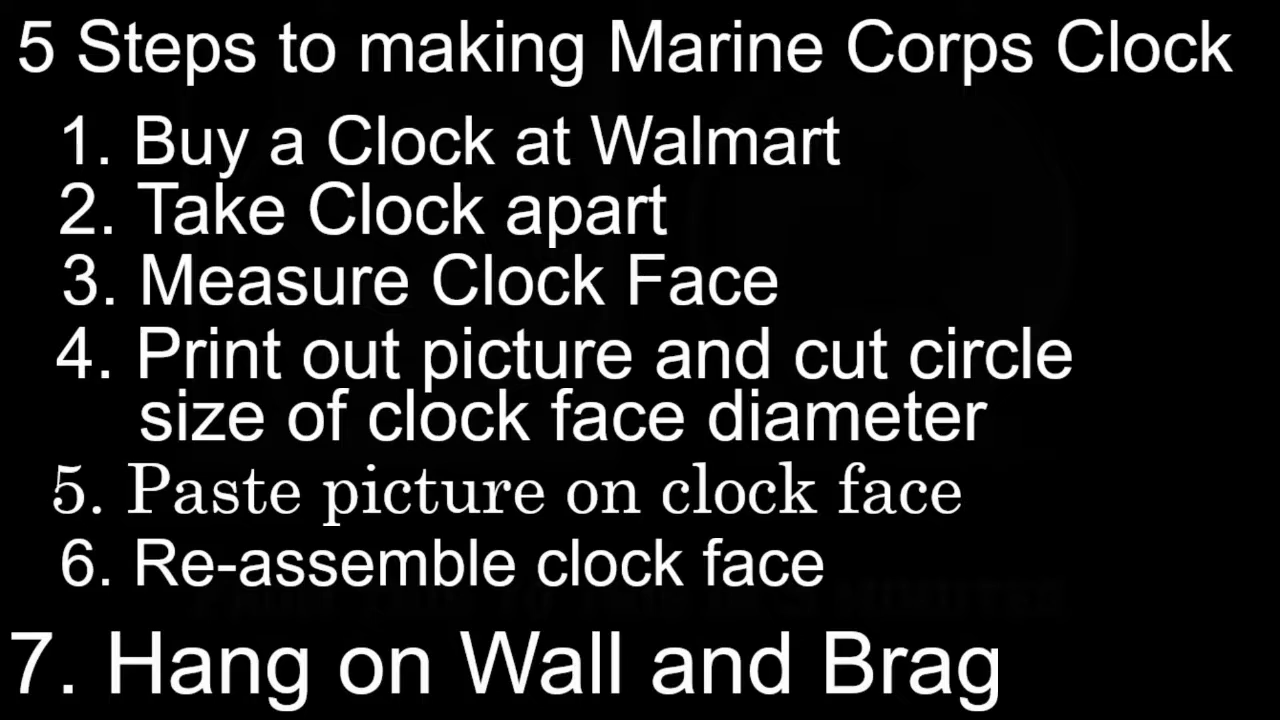 5 Steps to making Marine Corps Clock
1. Buy a Clock at Walmart
2. Take Clock apart
3. Measure Clock Face
4. Print out picture and cut circle
size of clock face diameter
5. Paste picture on clock face
6. Re-assemble clock face
7. Hang on Wall and Brag